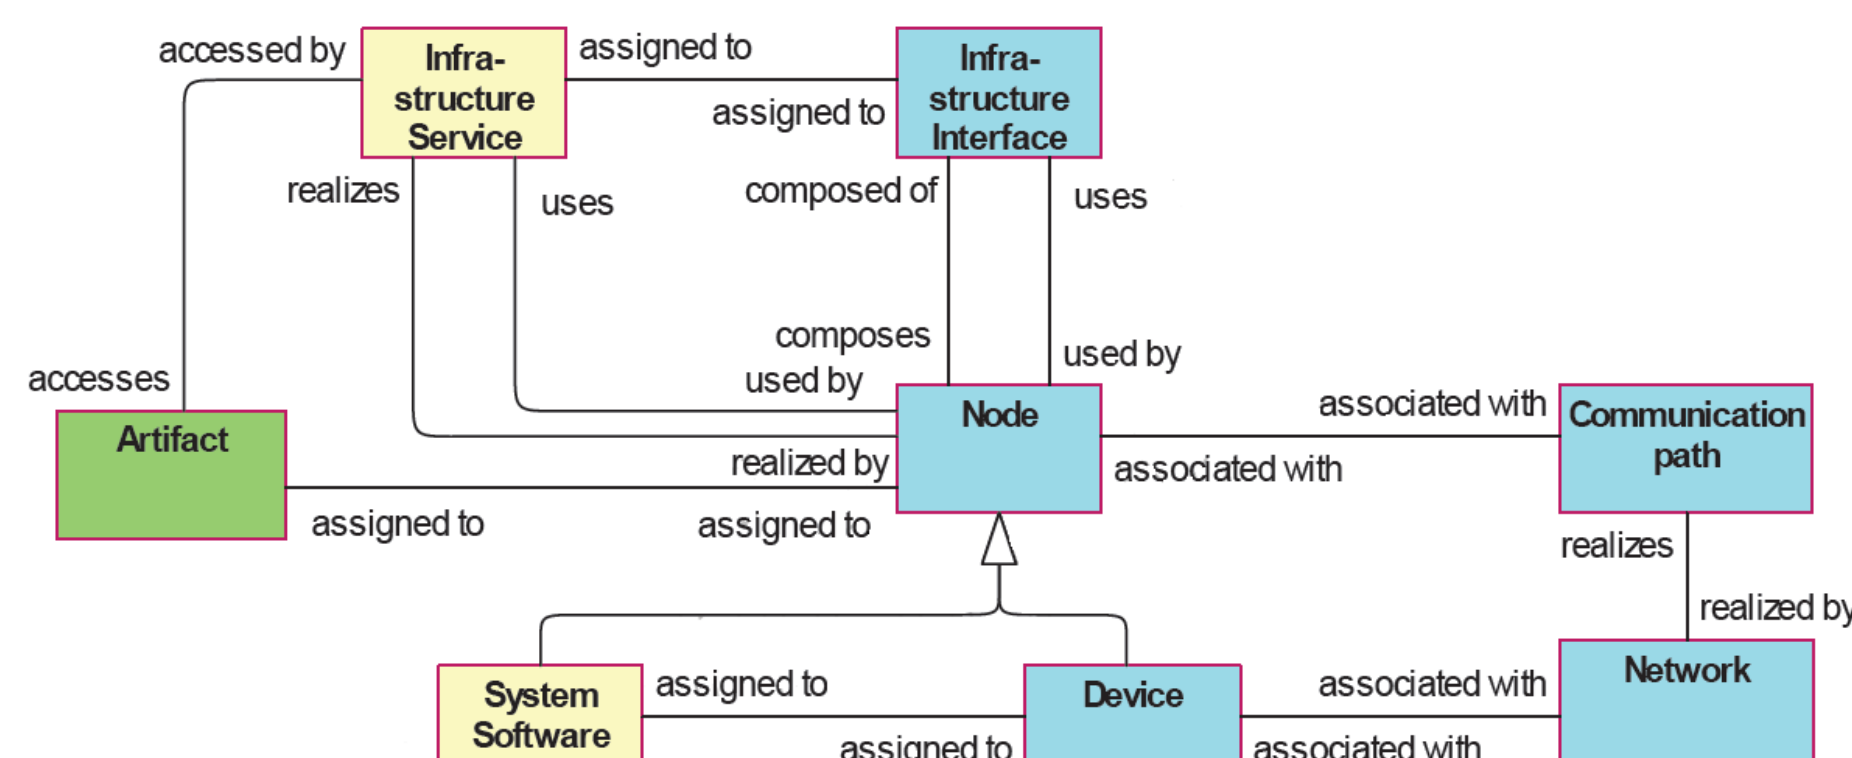 accessed by
Infra-
structure
Service
assigned to
assigned to
Infra-
structure
Interface
realizes
uses
composed of
uses
composes
used by
used by
accesses
Artifact
Node
associated with
associated with
Communication
path
realized by
assigned to
assigned to
realizes
realized by
System
Software
assigned to
assigned to
Device
associated with
associated with
Network